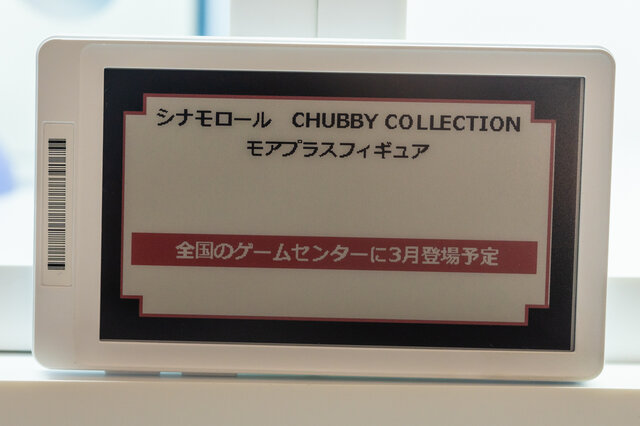 シナモロール　CHUBBY COLLECTION
モアプラスフィギュア
全国のゲームセンターに3月登場予定